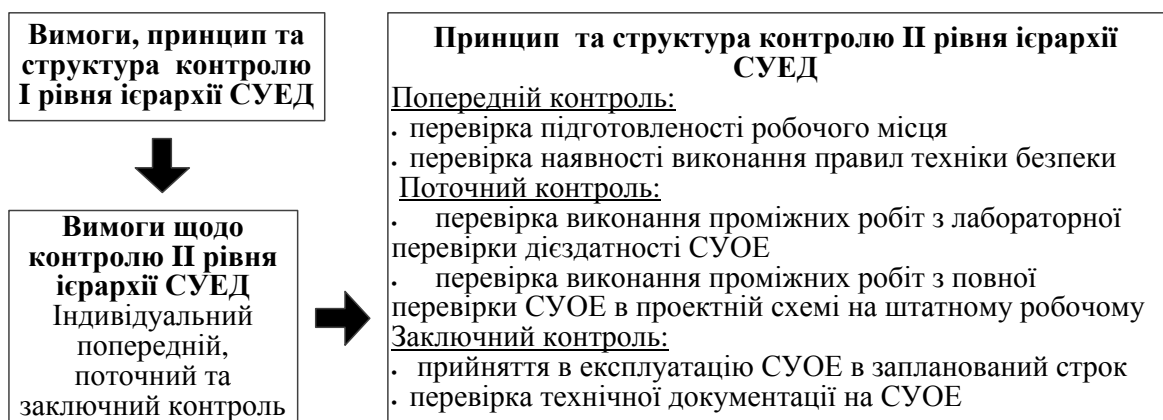 Вимоги, принцип та
структура контролю
I рівня ієрархії СУЕД
Вимоги щодо
контролю II рівня
ієрархії СУЕД
Індивідуальний
попередній,
поточний та
заключний контроль
Принцип та структура контролю II рівня ієрархії
СУЕД
Попередній контроль:
• перевірка підготовленості робочого місця
• перевірка наявності виконання правил техніки безпеки
Поточний контроль:
• перевірка виконання проміжних робіт з лабораторної
перевірки дієздатності СУОЕ
• перевірка виконання проміжних робіт з повної
перевірки СУОЕ в проектній схемі на штатному робочому
Заключний контроль:
• прийняття в експлуатацію СУОЕ в запланований строк
• перевірка технічної документації на СУОЕ